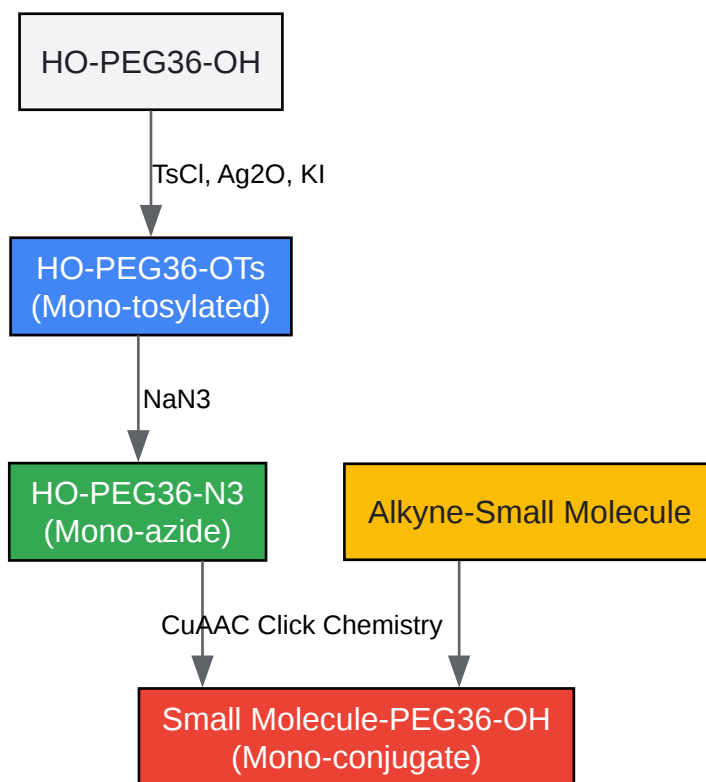 HO-PEG36-OH
TsCl, Ag2O, KI
HO-PEG36-OTs
(Mono-tosylated)
NaN3
HO-PEG36-N3
(Mono-azide)
Alkyne-Small Molecule
CuAAC Click Chemistry
Small Molecule-PEG36-OH
(Mono-conjugate)